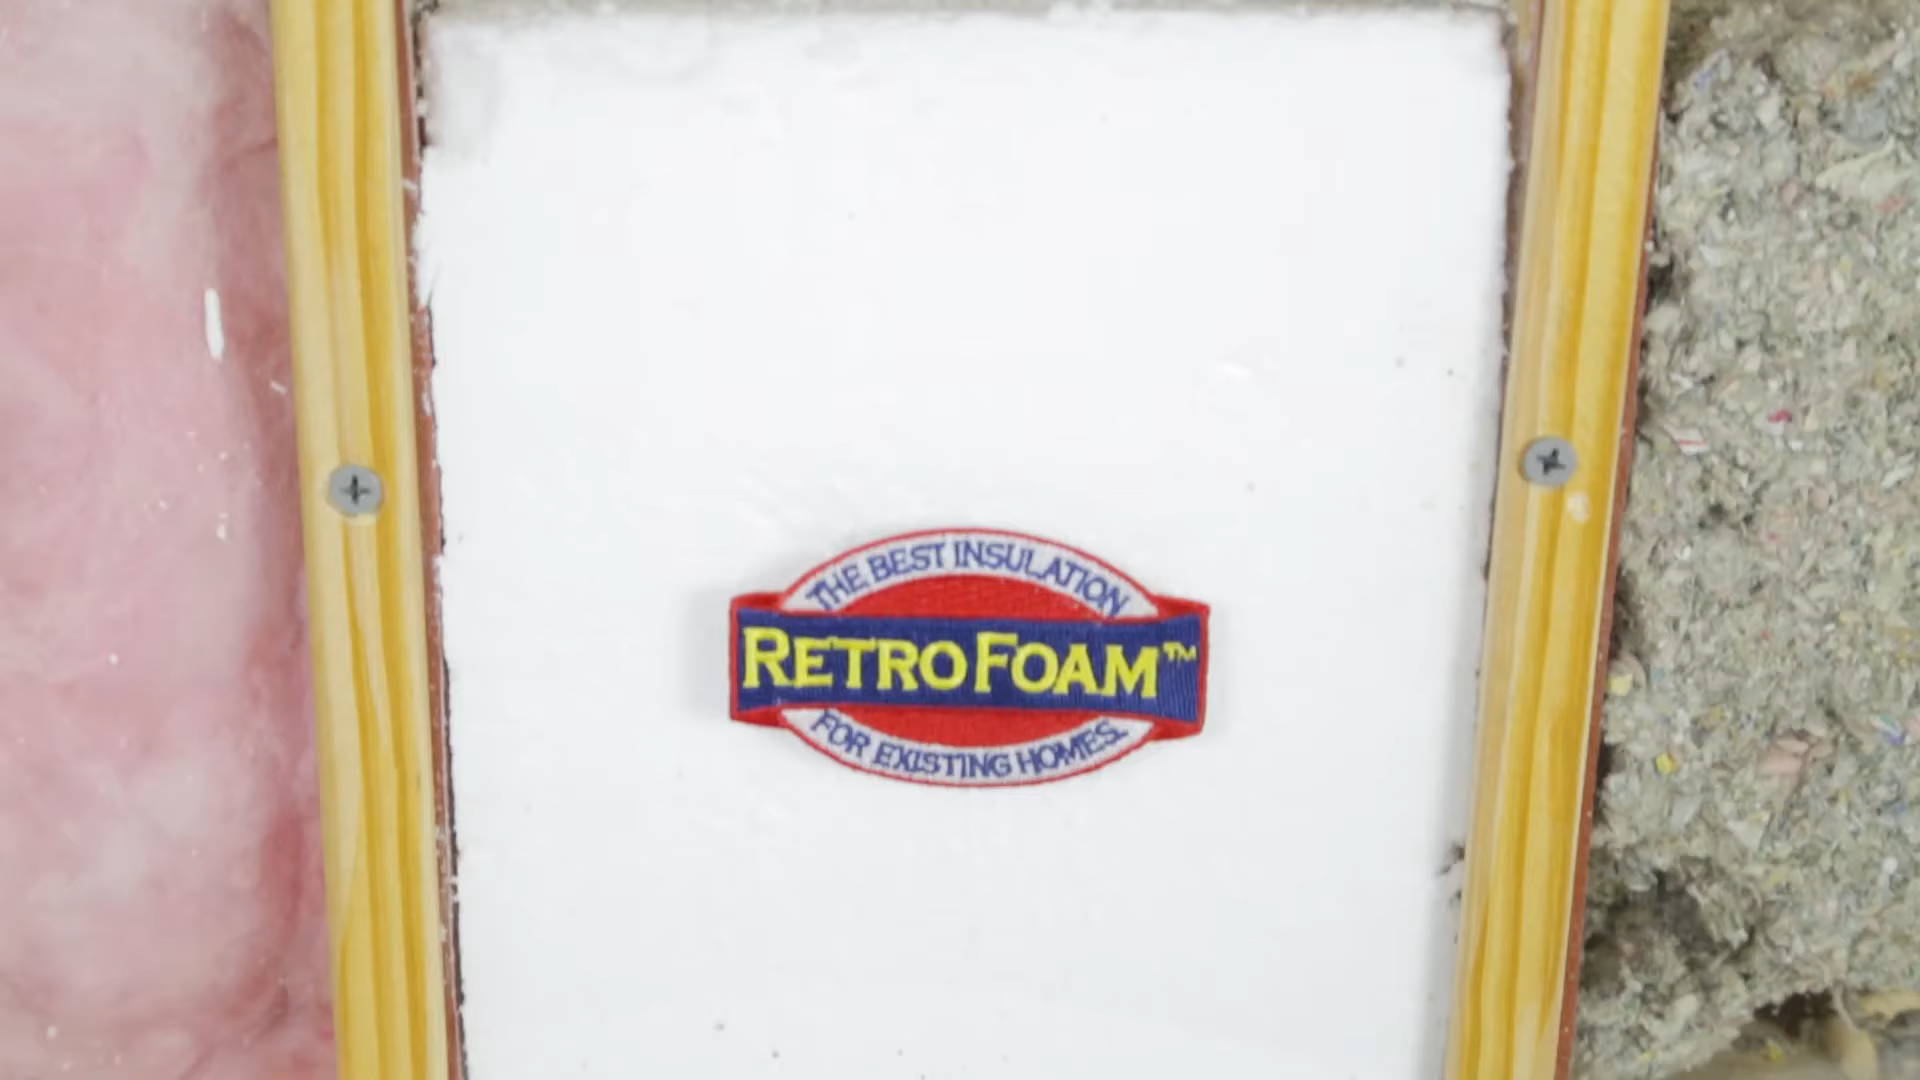 THE BEST INSULATION
RETROFOAM™
FOR EXISTING HOMES.